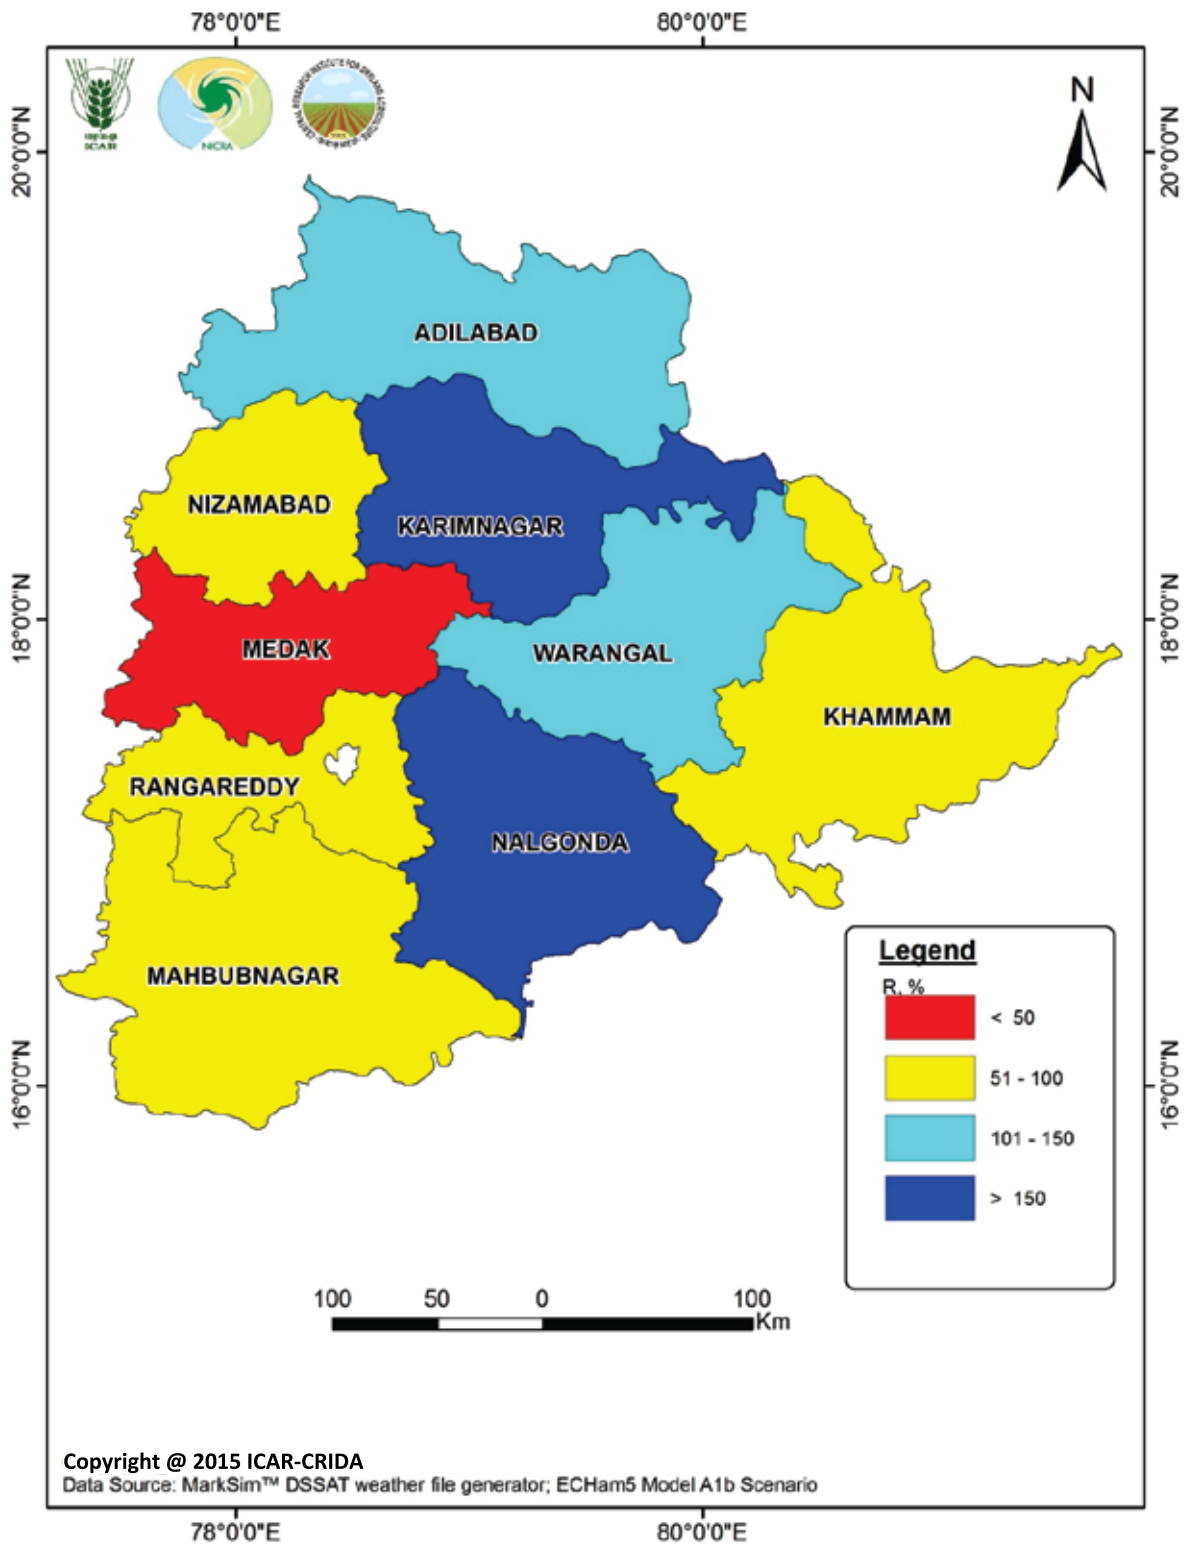 78°0'0"E 80°0'0"E
ICAR
NICRA
N
20°0'0"N 20°0'0"N
ADILABAD
NIZAMABAD
KARIMNAGAR
18°0'0"N 18°0'0"N
MEDAK
WARANGAL
KHAMMAM
RANGAREDDY
NALGONDA
MAHBUBNAGAR
16°0'0"N 16°0'0"N
Legend
R, %
< 50
51 - 100
101 - 150
> 150
100 50 0 100
Km
Copyright @ 2015 ICAR-CRIDA
Data Source: MarkSim™ DSSAT weather file generator; ECHam5 Model A1b Scenario
78°0'0"E 80°0'0"E